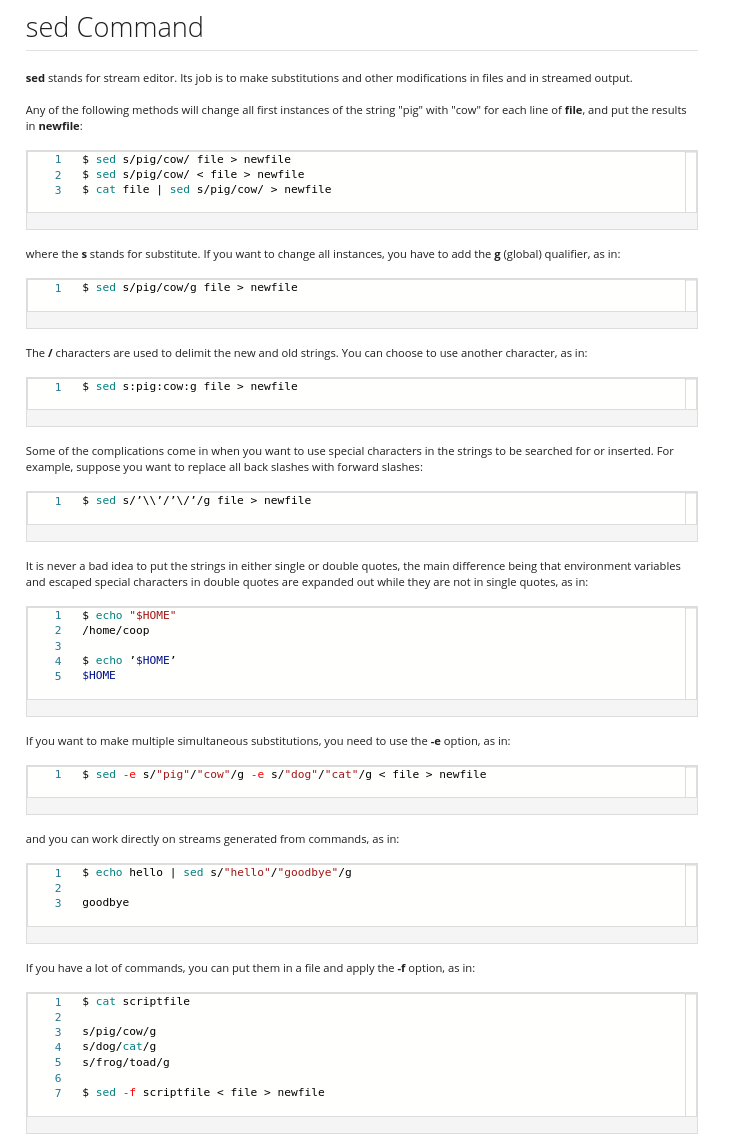 sed Command
sed stands for stream editor. Its job is to make substitutions and other modifications in files and in streamed output.
Any of the following methods will change all first instances of the string "pig" with "cow" for each line of file, and put the results
in newfile:
1 $ sed s/pig/cow/ file > newfile
2 $ sed s/pig/cow/ < file > newfile
3 $ cat file | sed s/pig/cow/ > newfile
where the s stands for substitute. If you want to change all instances, you have to add the g (global) qualifier, as in:
1 $ sed s/pig/cow/g file > newfile
The / characters are used to delimit the new and old strings. You can choose to use another character, as in:
1 $ sed s:pig:cow:g file > newfile
Some of the complications come in when you want to use special characters in the strings to be searched for or inserted. For
example, suppose you want to replace all back slashes with forward slashes:
1 $ sed s/’\\’/’\/’/g file > newfile
It is never a bad idea to put the strings in either single or double quotes, the main difference being that environment variables
and escaped special characters in double quotes are expanded out while they are not in single quotes, as in:
1 $ echo "$HOME"
2 /home/coop
3
4 $ echo ’$HOME’
5 $HOME
If you want to make multiple simultaneous substitutions, you need to use the -e option, as in:
1 $ sed -e s/"pig"/"cow"/g -e s/"dog"/"cat"/g < file > newfile
and you can work directly on streams generated from commands, as in:
1 $ echo hello | sed s/"hello"/"goodbye"/g
2
3 goodbye
If you have a lot of commands, you can put them in a file and apply the -f option, as in:
1 $ cat scriptfile
2
3 s/pig/cow/g
4 s/dog/cat/g
5 s/frog/toad/g
6
7 $ sed -f scriptfile < file > newfile